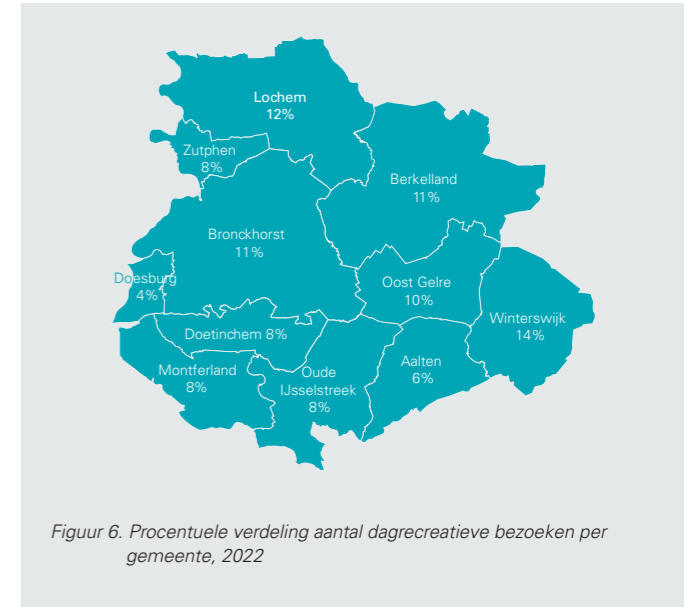 Lochem
12%
Zutphen
8%
Berkelland
11%
Bronckhorst
11%
Doesburg
4%
Oost Gelre
10%
Winterswijk
14%
Doetinchem 8%
Montferland
8%
Oude
IJsselstreek
8%
Aalten
6%
Figuur 6. Procentuele verdeling aantal dagrecreatieve bezoeken per
gemeente, 2022